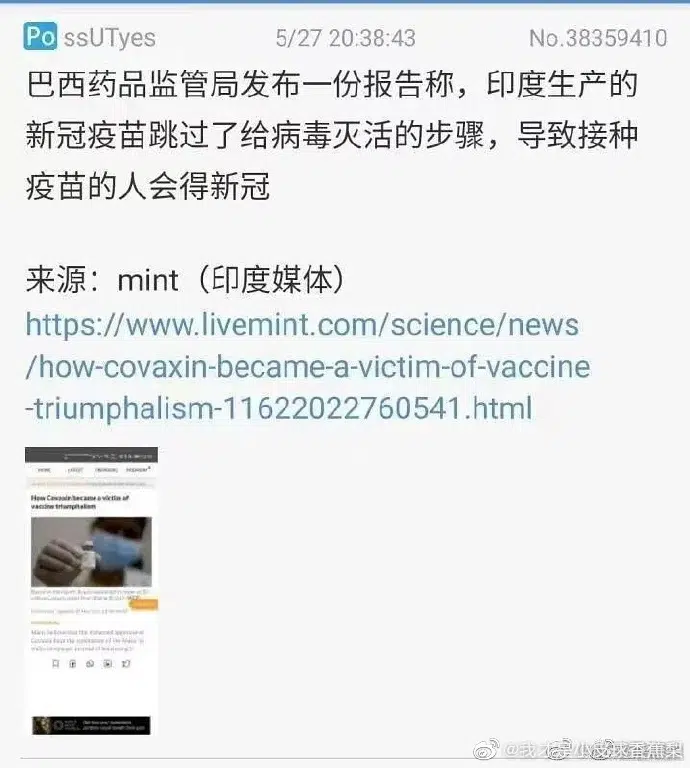 Po ssUTyes 5/27 20:38:43 No.38359410
巴西药品监管局发布一份报告称，印度生产的
新冠疫苗跳过了给病毒灭活的步骤，导致接种
疫苗的人会得新冠
来源：mint（印度媒体）
https://www.livemint.com/science/news
/how-covaxin-became-a-victim-of-vaccine
-triumphalism-11622022760541.html
HOME LATEST TRENDING PREMIUM
How Covaxin became a victim of
vaccine triumphalism